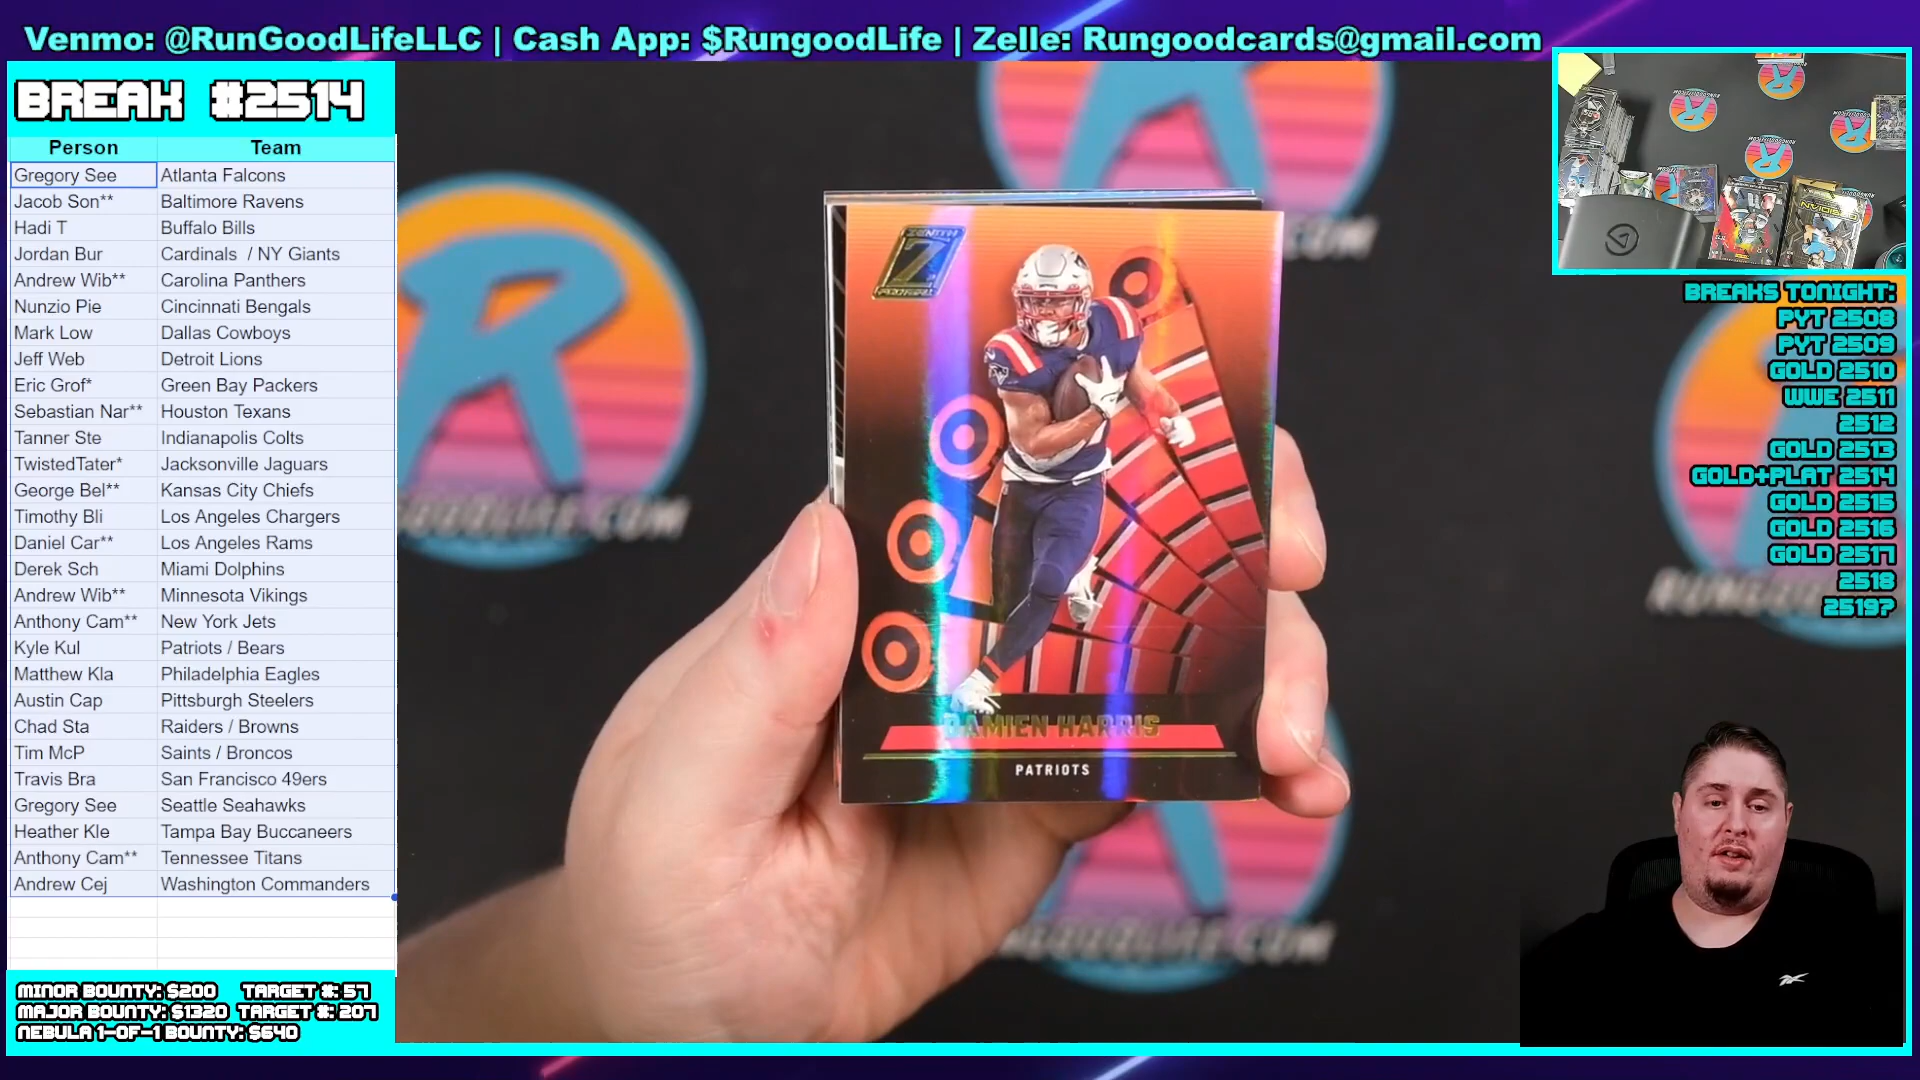 Venmo: @RunGoodLifeLLC | Cash App: $RungoodLife | Zelle: Rungoodcards@gmail.com
BREAK #2514
Person Team
Gregory See Atlanta Falcons
Jacob Son** Baltimore Ravens
Hadi T Buffalo Bills
Jordan Bur Cardinals / NY Giants
Andrew Wib** Carolina Panthers
Nunzio Pie Cincinnati Bengals
Mark Low Dallas Cowboys
Jeff Web Detroit Lions
Eric Grof* Green Bay Packers
Sebastian Nar** Houston Texans
Tanner Ste Indianapolis Colts
TwistedTater* Jacksonville Jaguars
George Bel** Kansas City Chiefs
Timothy Bli Los Angeles Chargers
Daniel Car** Los Angeles Rams
Derek Sch Miami Dolphins
Andrew Wib** Minnesota Vikings
Anthony Cam** New York Jets
Kyle Kul Patriots / Bears
Matthew Kla Philadelphia Eagles
Austin Cap Pittsburgh Steelers
Chad Sta Raiders / Browns
Tim McP Saints / Broncos
Travis Bra San Francisco 49ers
Gregory See Seattle Seahawks
Heather Kle Tampa Bay Buccaneers
Anthony Cam** Tennessee Titans
Andrew Cej Washington Commanders
MINOR BOUNTY: $200 TARGET #: 57
MAJOR BOUNTY: $1320 TARGET #: 207
NEBULA 1-OF-1 BOUNTY: $640
ZENITH
Z
FOOTBALL
DAMIEN HARRIS
PATRIOTS
OBSIDIAN
BREAKS TONIGHT:
PYT 2508
PYT 2509
GOLD 2510
WWE 2511
2512
GOLD 2513
GOLD+PLAT 2514
GOLD 2515
GOLD 2516
GOLD 2517
2518
2519?